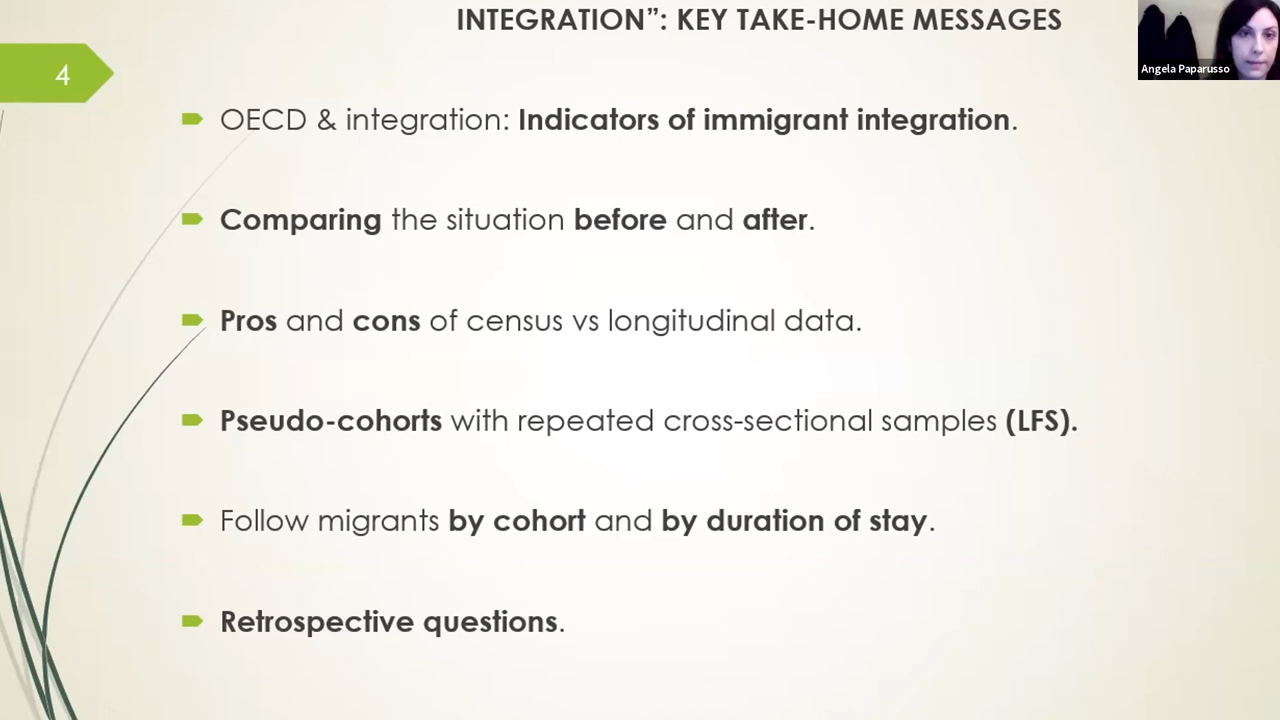 INTEGRATION”: KEY TAKE-HOME MESSAGES
Angela Paparusso
4
OECD & integration: Indicators of immigrant integration.
Comparing the situation before and after.
Pros and cons of census vs longitudinal data.
Pseudo-cohorts with repeated cross-sectional samples (LFS).
Follow migrants by cohort and by duration of stay.
Retrospective questions.